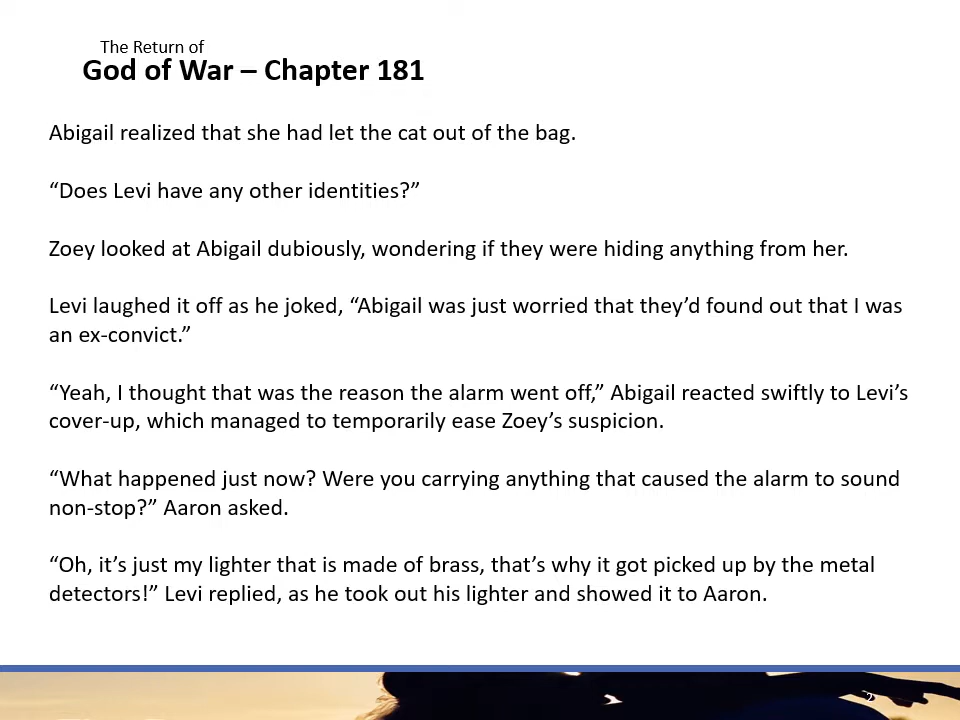 The Return of
God of War – Chapter 181
Abigail realized that she had let the cat out of the bag.
“Does Levi have any other identities?”
Zoey looked at Abigail dubiously, wondering if they were hiding anything from her.
Levi laughed it off as he joked, “Abigail was just worried that they’d found out that I was
an ex-convict.”
“Yeah, I thought that was the reason the alarm went off,” Abigail reacted swiftly to Levi’s
cover-up, which managed to temporarily ease Zoey’s suspicion.
“What happened just now? Were you carrying anything that caused the alarm to sound
non-stop?” Aaron asked.
“Oh, it’s just my lighter that is made of brass, that’s why it got picked up by the metal
detectors!” Levi replied, as he took out his lighter and showed it to Aaron.
2